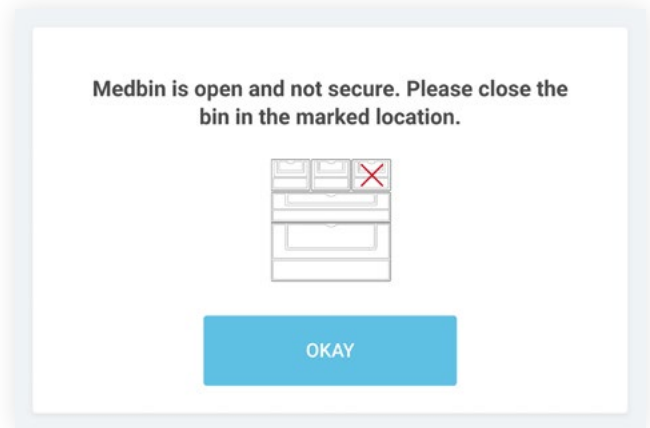 Medbin is open and not secure. Please close the
bin in the marked location.
OKAY